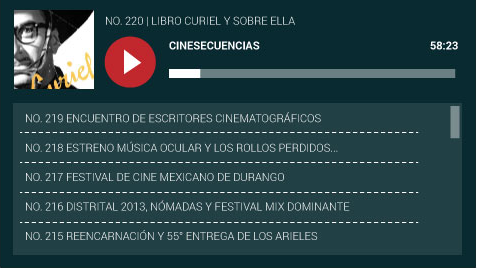 NO. 220 | LIBRO CURIEL Y SOBRE ELLA
CINESECUENCIAS 58:23
Curiel
NO. 219 ENCUENTRO DE ESCRITORES CINEMATOGRÁFICOS
NO. 218 ESTRENO MÚSICA OCULAR Y LOS ROLLOS PERDIDOS...
NO. 217 FESTIVAL DE CINE MEXICANO DE DURANGO
NO. 216 DISTRITAL 2013, NÓMADAS Y FESTIVAL MIX DOMINANTE
NO. 215 REENCARNACIÓN Y 55° ENTREGA DE LOS ARIELES